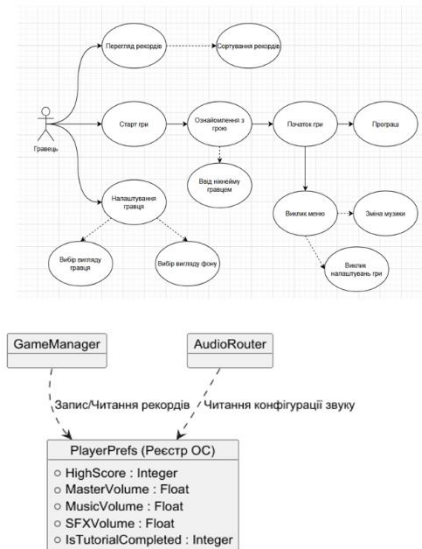 Перегляд рекордів
Сортування рекордів
Гравець
Старт гри
Ознайомлення з
грою
Початок гри
Програш
Ввід нікнейму
гравцем
Налаштування
гравця
Виклик меню
Зміна музики
Вибір вигляду
гравця
Вибір вигляду фону
Виклик
налаштувань гри
GameManager
AudioRouter
Запис/Читання рекордів
Читання конфігурації звуку
PlayerPrefs (Реєстр ОС)
HighScore : Integer
MasterVolume : Float
MusicVolume : Float
SFXVolume : Float
IsTutorialCompleted : Integer